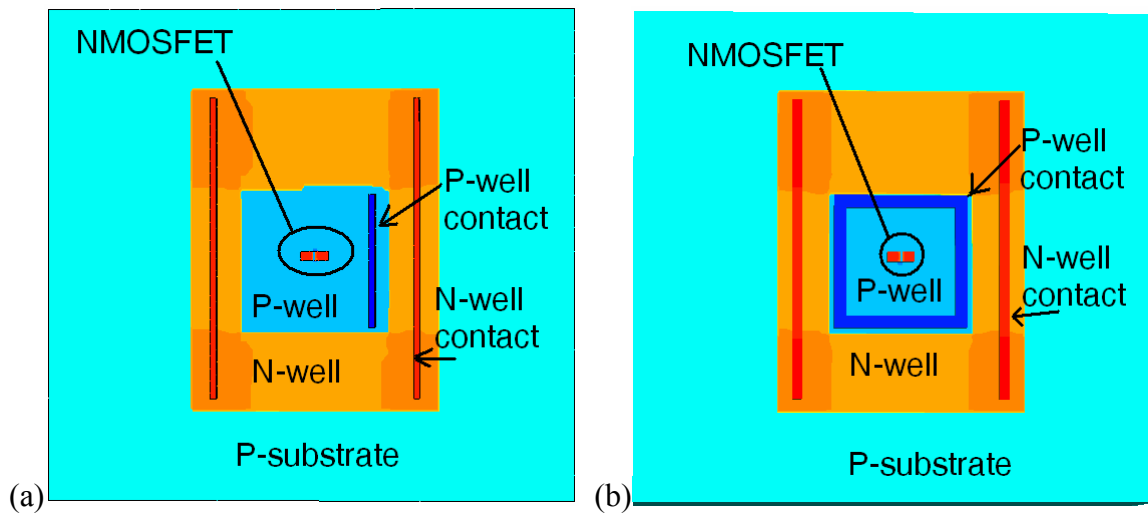 NMOSFET
P-well
contact
P-well
N-well
contact
N-well
P-substrate
(a)
NMOSFET
P-well
contact
P-well
N-well
contact
N-well
P-substrate
(b)